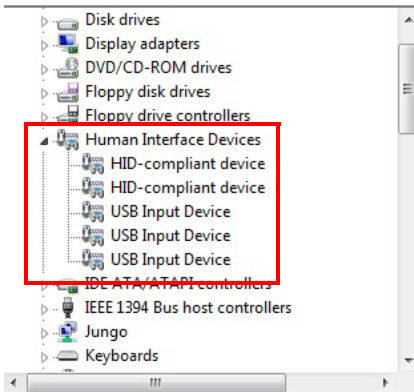 Disk drives
Display adapters
DVD/CD-ROM drives
Floppy disk drives
Floppy drive controllers
Human Interface Devices
HID-compliant device
HID-compliant device
USB Input Device
USB Input Device
USB Input Device
IDE ATA/ATAPI controllers
IEEE 1394 Bus host controllers
Jungo
Keyboards